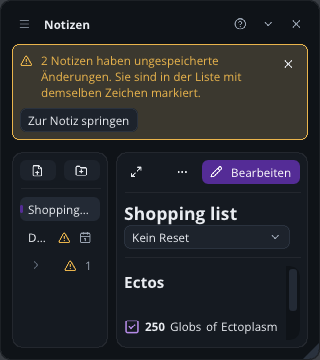 Notizen
2 Notizen haben ungespeicherte
Änderungen. Sie sind in der Liste mit
demselben Zeichen markiert.
Zur Notiz springen
Bearbeiten
Shopping...
D...
1
Shopping list
Kein Reset
Ectos
250 Globs of Ectoplasm